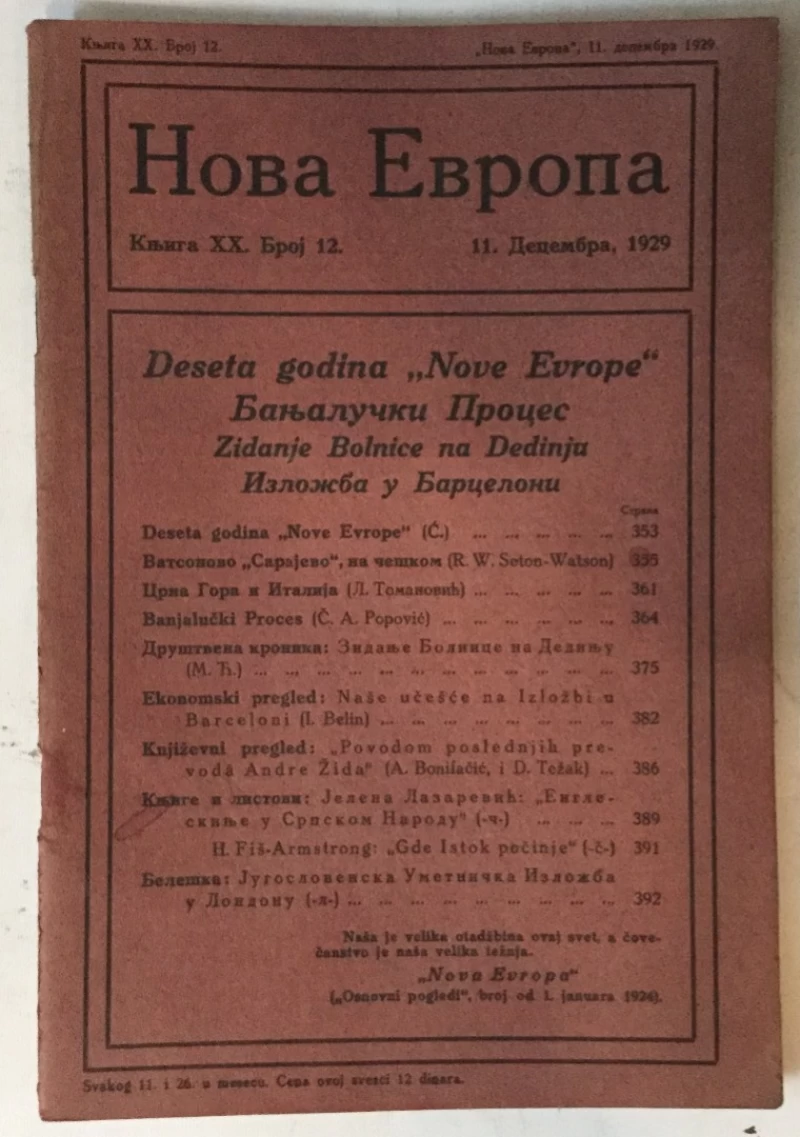 Књига XX. Број 12. „Нова Европа“, 11. децембра 1929.
Нова Европа
Књига XX. Број 12. 11. Децембра, 1929
Deseta godina „Nove Evrope“
Бањалучки Процес
Zidanje Bolnice na Dedinju
Изложба у Барцелони
Страна
Deseta godina „Nove Evrope“ (Ć.) ... ... ... ... ... ... 353
Ватсоново „Сарајево“, на чешком (R. W. Seton-Watson) 355
Црна Гора и Италија (Л. Томановић) ... ... ... ... ... ... 361
Banjalučki Proces (Č. A. Popović) ... ... ... ... ... ... ... 364
Друштвена кроника: Зидање Болнице на Дедињу
(М. Ћ.) ... ... ... ... ... ... ... ... ... ... ... ... 375
Ekonomski pregled: Naše učešće na Izložbi u
Barceloni (I. Belin) ... ... ... ... ... ... ... ... ... 382
Književni pregled: „Povodom poslednjih pre-
voda Andre Žida“ (A. Bonifačić, i D. Težak) ... 386
Књиге и листови: Јелена Лазаревић: „Енгле-
скиње у Српском Народу“ (-ч-) ... ... ... 389
H. Fiš-Armstrong: „Gde Istok počinje“ (-č-) 391
Белешка: Југословенска Уметничка Изложба
у Лондону (-л-) ... ... ... ... ... ... ... ... ... ... 392
Naša je velika otadžbina ovaj svet, a čove-
čanstvo je naša velika težnja.
„Nova Evropa“
(„Osnovni pogledi“, broj od 1. januara 1924).
Svakog 11. i 26. u mesecu. Cena ovoj svesci 12 dinara.